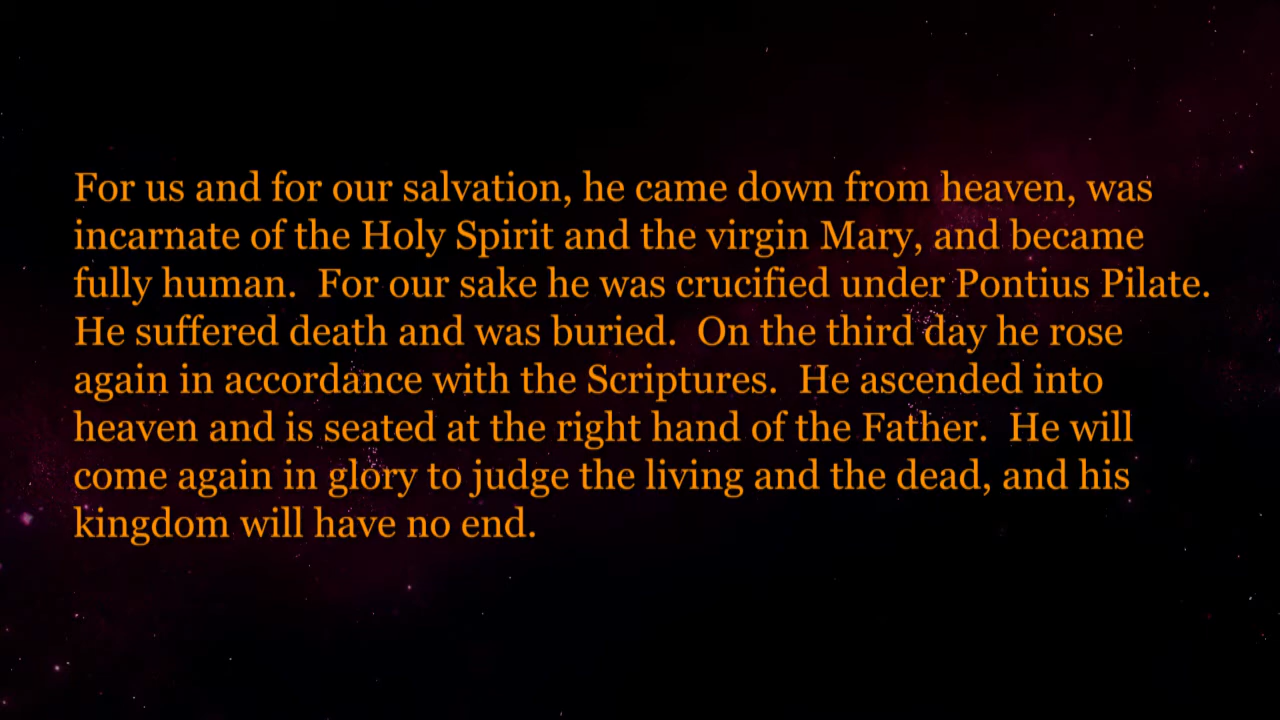 For us and for our salvation, he came down from heaven, was
incarnate of the Holy Spirit and the virgin Mary, and became
fully human.  For our sake he was crucified under Pontius Pilate.
He suffered death and was buried.  On the third day he rose
again in accordance with the Scriptures.  He ascended into
heaven and is seated at the right hand of the Father.  He will
come again in glory to judge the living and the dead, and his
kingdom will have no end.